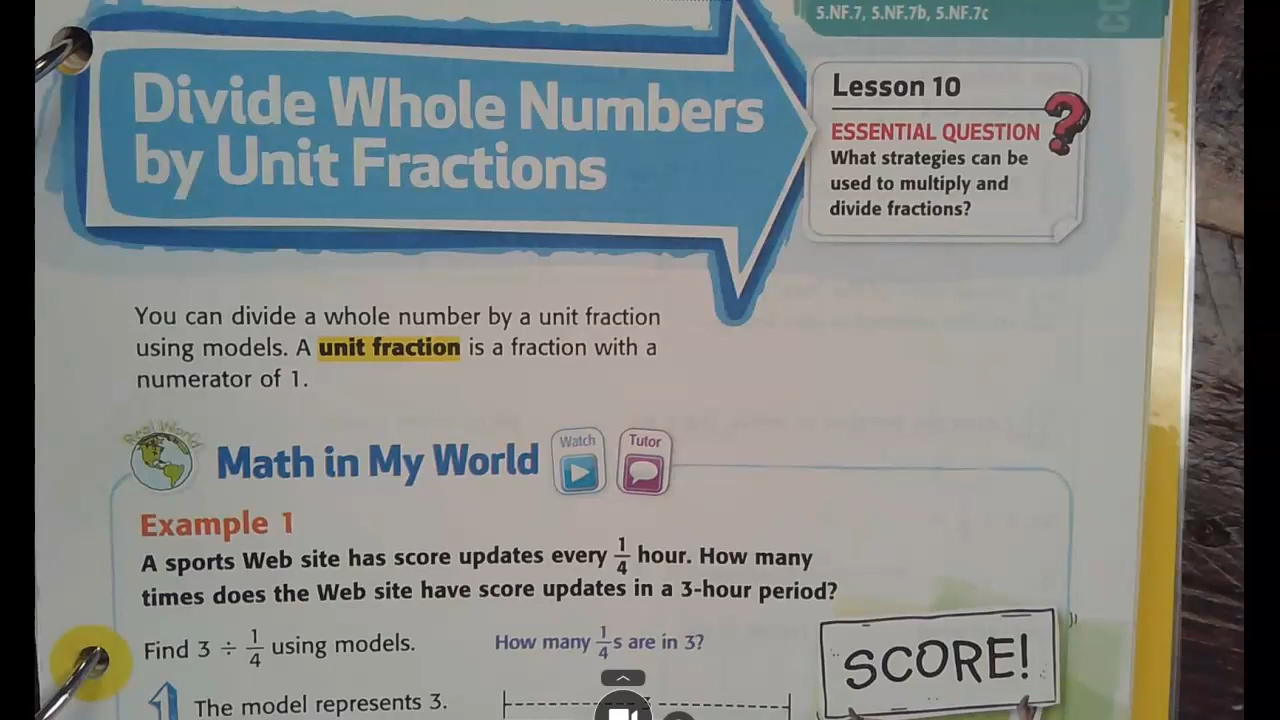 5.NF.7, 5.NF.7b, 5.NF.7c
Divide Whole Numbers
by Unit Fractions
Lesson 10
ESSENTIAL QUESTION
What strategies can be
used to multiply and
divide fractions?
You can divide a whole number by a unit fraction
using models. A unit fraction is a fraction with a
numerator of 1.
Real World
Math in My World
Watch
Tutor
Example 1
A sports Web site has score updates every 1/4 hour. How many
times does the Web site have score updates in a 3-hour period?
Find 3 ÷ 1/4 using models.
How many 1/4s are in 3?
SCORE!
1
The model represents 3.